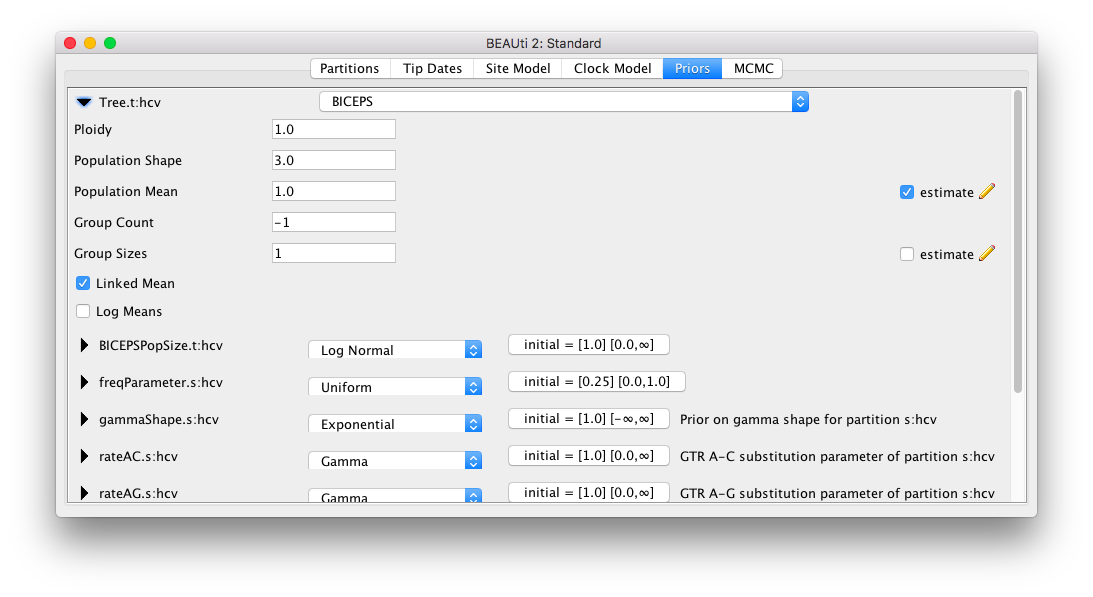 BEAUti 2: Standard
Partitions Tip Dates Site Model Clock Model Priors MCMC
Tree.t:hcv BICEPS
Ploidy 1.0
Population Shape 3.0
Population Mean 1.0 estimate
Group Count -1
Group Sizes 1 estimate
Linked Mean
Log Means
BICEPSPopSize.t:hcv Log Normal initial = [1.0] [0.0,∞]
freqParameter.s:hcv Uniform initial = [0.25] [0.0,1.0]
gammaShape.s:hcv Exponential initial = [1.0] [-∞,∞] Prior on gamma shape for partition s:hcv
rateAC.s:hcv Gamma initial = [1.0] [0.0,∞] GTR A-C substitution parameter of partition s:hcv
rateAG.s:hcv Gamma initial = [1.0] [0.0,∞] GTR A-G substitution parameter of partition s:hcv